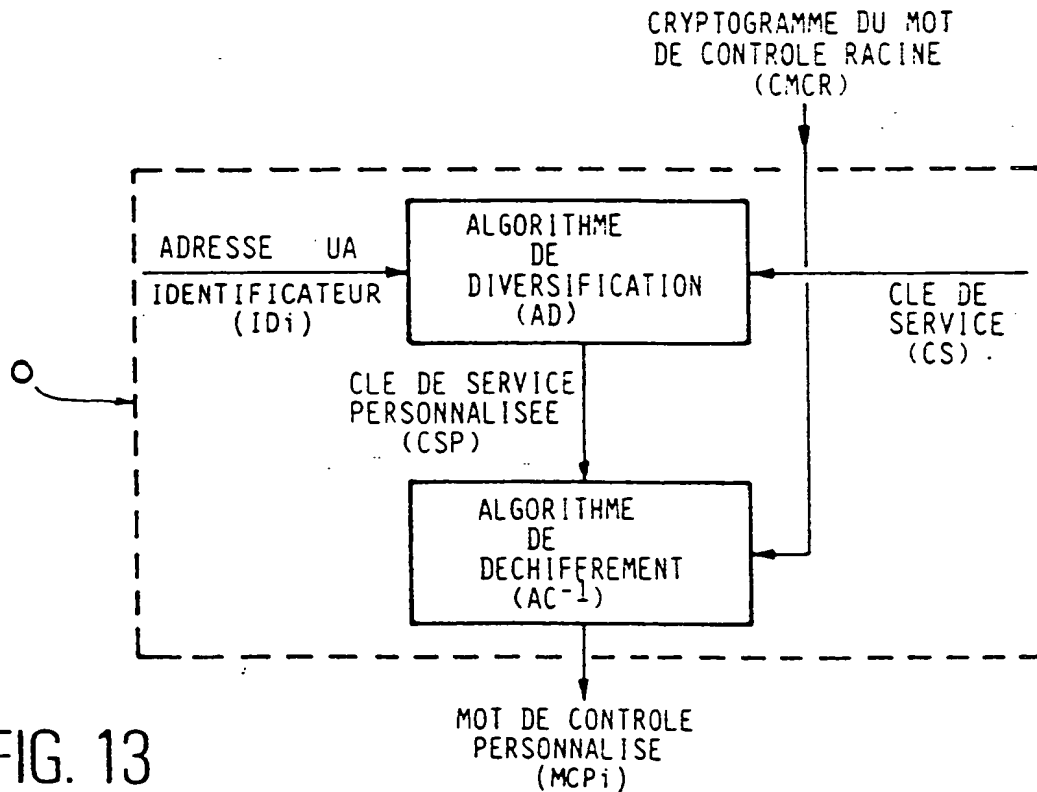 CRYPTOGRAMME DU MOT
DE CONTROLE RACINE
(CMCR)
ADRESSE UA
IDENTIFICATEUR
(IDi)
ALGORITHME
DE
DIVERSIFICATION
(AD)
CLE DE
SERVICE
(CS)
O
CLE DE SERVICE
PERSONNALISEE
(CSP)
ALGORITHME
DE
DECHIFFREMENT
(AC-1)
MOT DE CONTROLE
PERSONNALISE
(MCPi)
FIG. 13